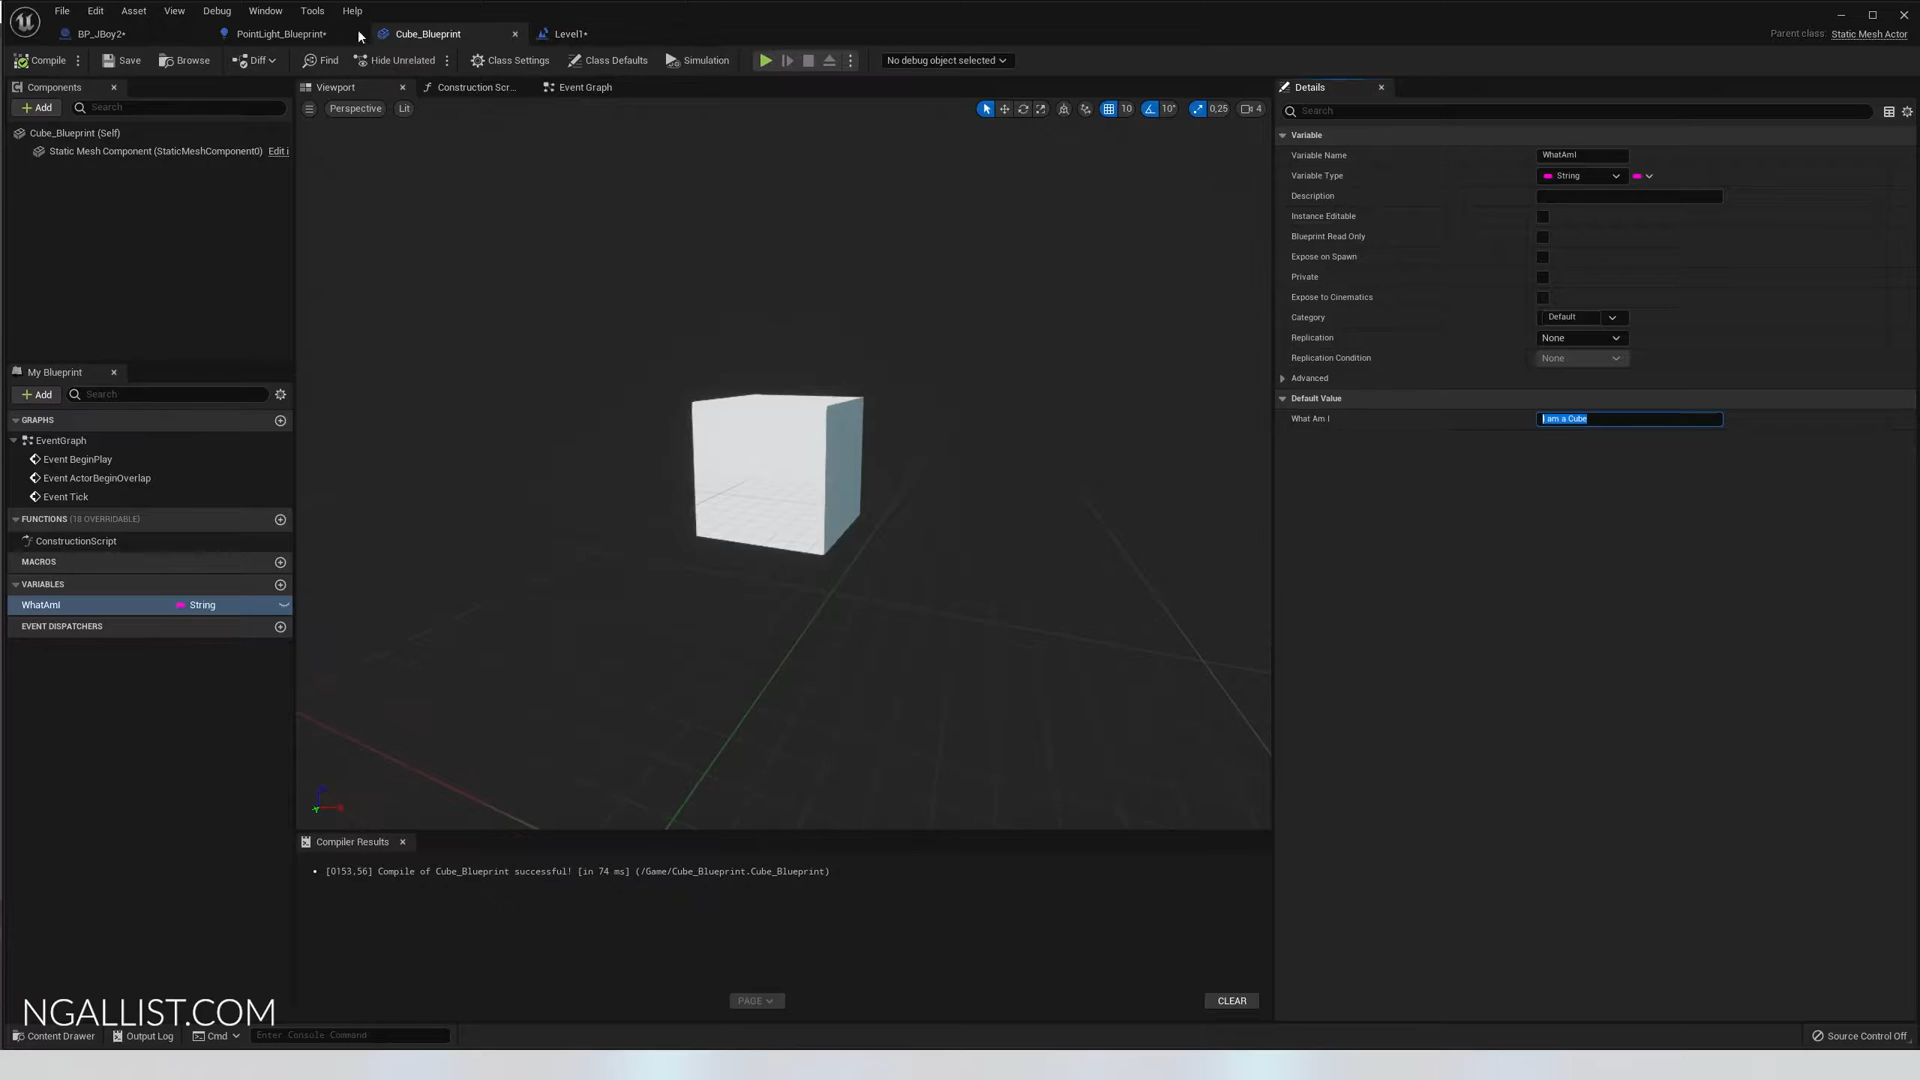 File Edit Asset View Debug Window Tools Help
BP_JBoy2• PointLight_Blueprint• Cube_Blueprint Level1•
Parent class: Static Mesh Actor
Compile Save Browse Diff Find Hide Unrelated Class Settings Class Defaults Simulation No debug object selected
Components
Add Search
Cube_Blueprint (Self)
Static Mesh Component (StaticMeshComponent0) Edit i
My Blueprint
Add Search
GRAPHS
EventGraph
Event BeginPlay
Event ActorBeginOverlap
Event Tick
FUNCTIONS (18 OVERRIDABLE)
ConstructionScript
MACROS
VARIABLES
WhatAmI String
EVENT DISPATCHERS
Viewport Construction Scr... Event Graph
Perspective Lit 10 10° 0,25 4
Compiler Results
• [0153,56] Compile of Cube_Blueprint successful! [in 74 ms] (/Game/Cube_Blueprint.Cube_Blueprint)
PAGE CLEAR
Details
Search
Variable
Variable Name WhatAmI
Variable Type String
Description
Instance Editable
Blueprint Read Only
Expose on Spawn
Private
Expose to Cinematics
Category Default
Replication None
Replication Condition None
Advanced
Default Value
What Am I I am a Cube
NGALLIST.COM
Content Drawer Output Log Cmd Enter Console Command Source Control Off